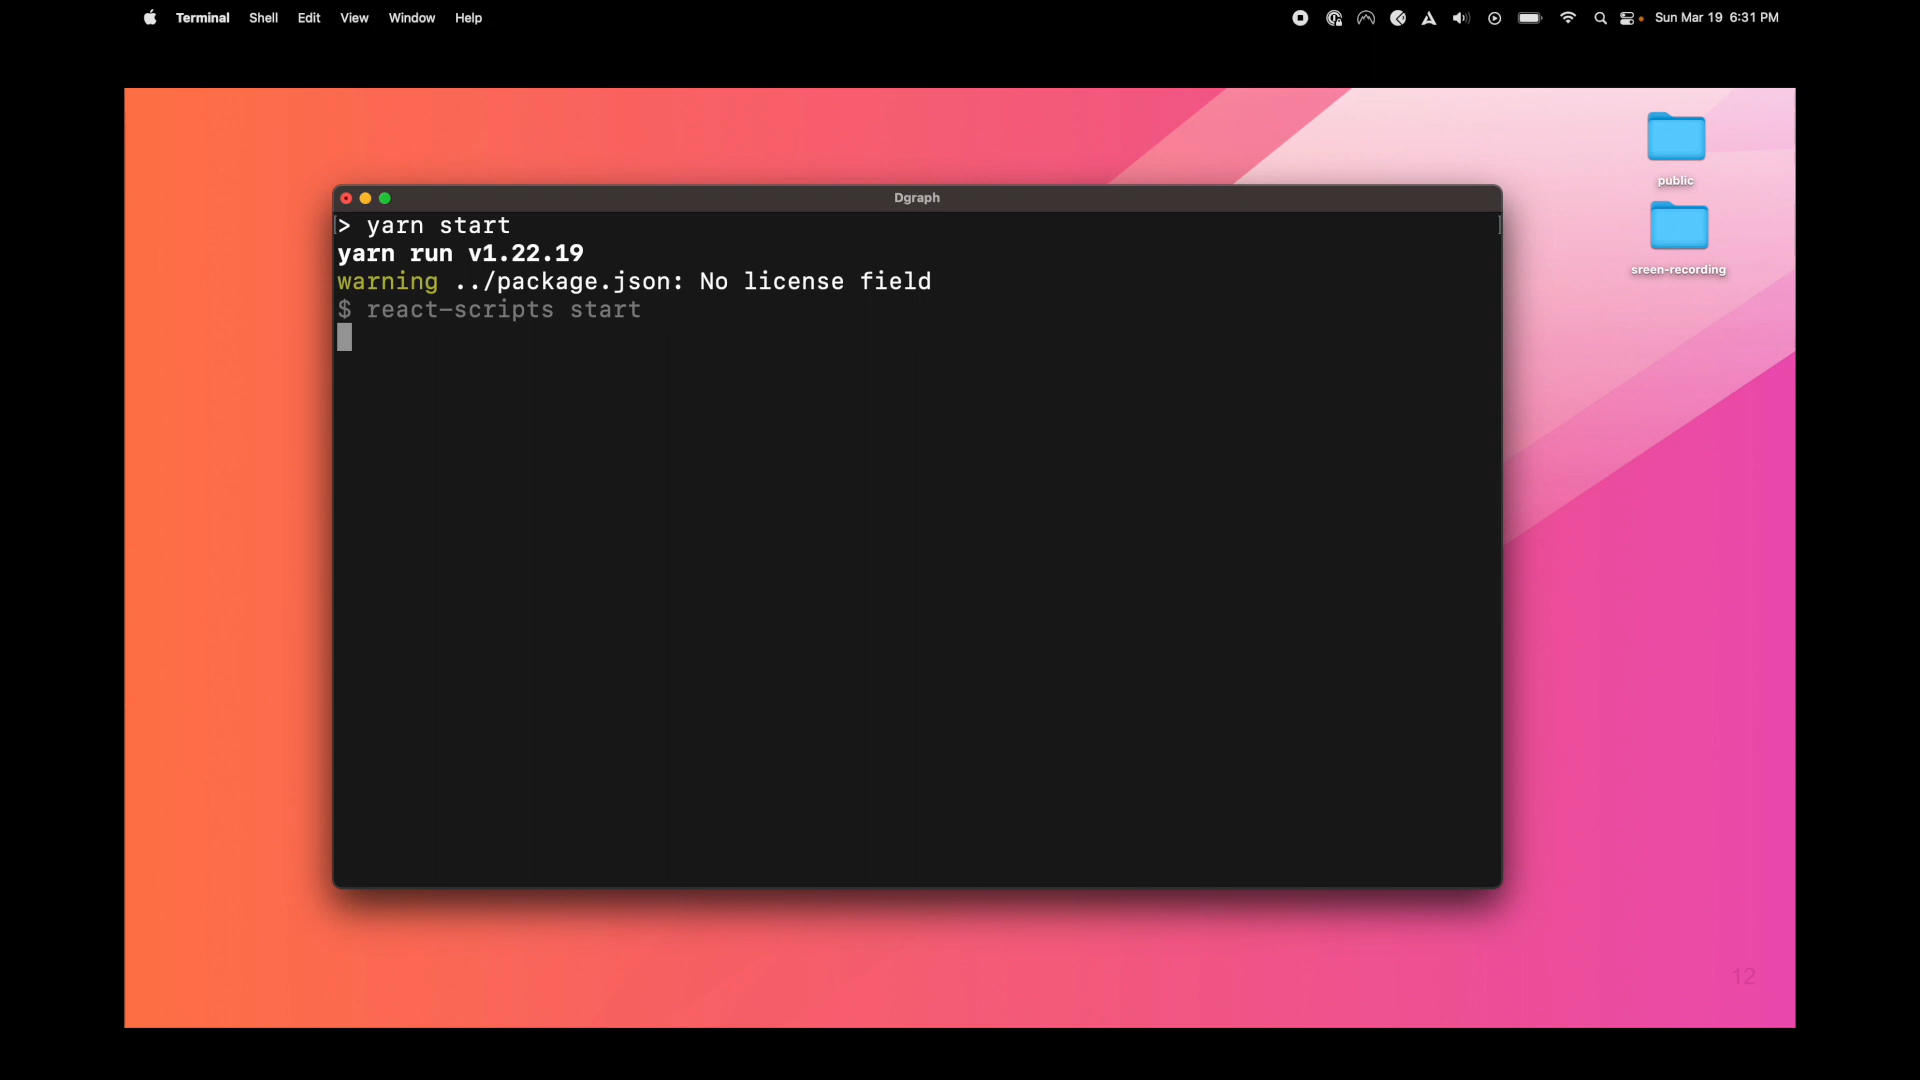 Terminal Shell Edit View Window Help Sun Mar 19 6:31 PM
public
sreen-recording
Dgraph
[> yarn start ]
yarn run v1.22.19
warning ../package.json: No license field
$ react-scripts start
12